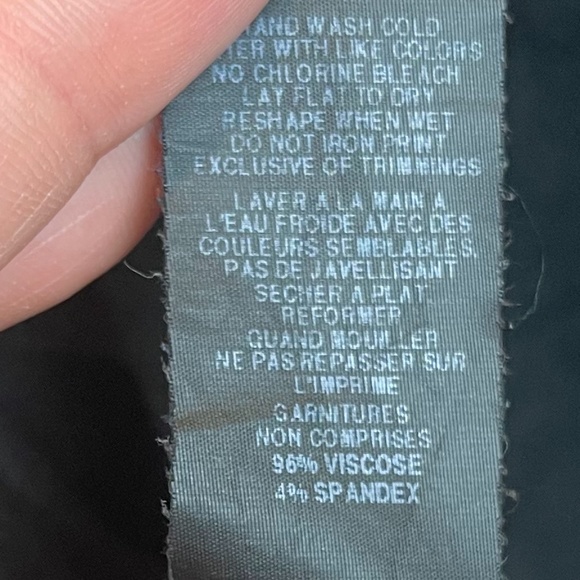 HAND WASH COLD
WATER WITH LIKE COLORS
NO CHLORINE BLEACH
LAY FLAT TO DRY
RESHAPE WHEN WET
DO NOT IRON PRINT
EXCLUSIVE OF TRIMMINGS
LAVER A LA MAIN A
L'EAU FROIDE AVEC DES
COULEURS SEMBLABLES.
PAS DE JAVELLISANT
SECHER A PLAT
REFORMER
QUAND MOUILLER
NE PAS REPASSER SUR
L'IMPRIME
GARNITURES
NON COMPRISES
96% VISCOSE
4% SPANDEX